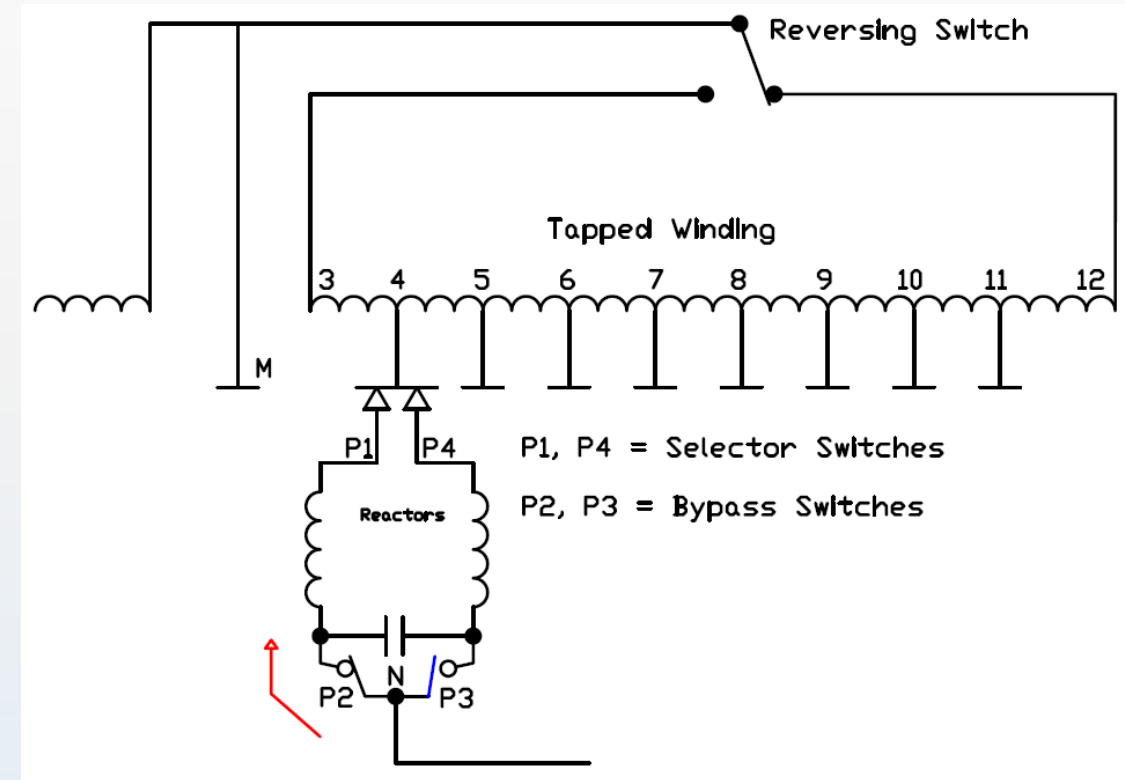 Reversing Switch
Tapped Winding
3 4 5 6 7 8 9 10 11 12
M
P1 P4
P1, P4 = Selector Switches
Reactors
P2, P3 = Bypass Switches
N
P2 P3